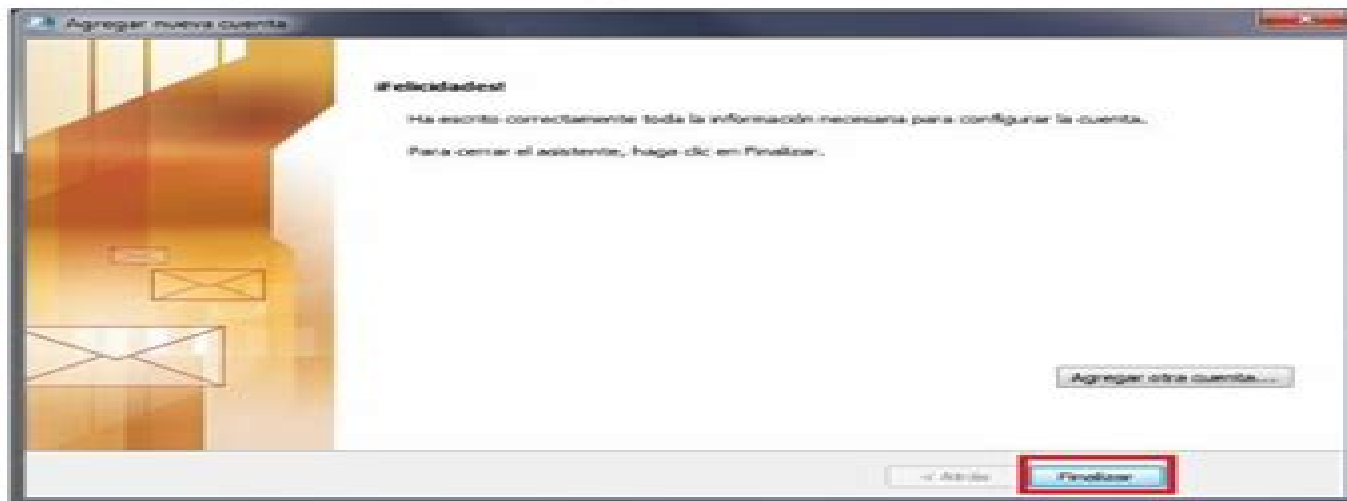 Agregar nueva cuenta
¡Felicidades!
Ha escrito correctamente toda la información necesaria para configurar la cuenta.
Para cerrar el asistente, haga clic en Finalizar.
Agregar otra cuenta...
< Atrás
Finalizar